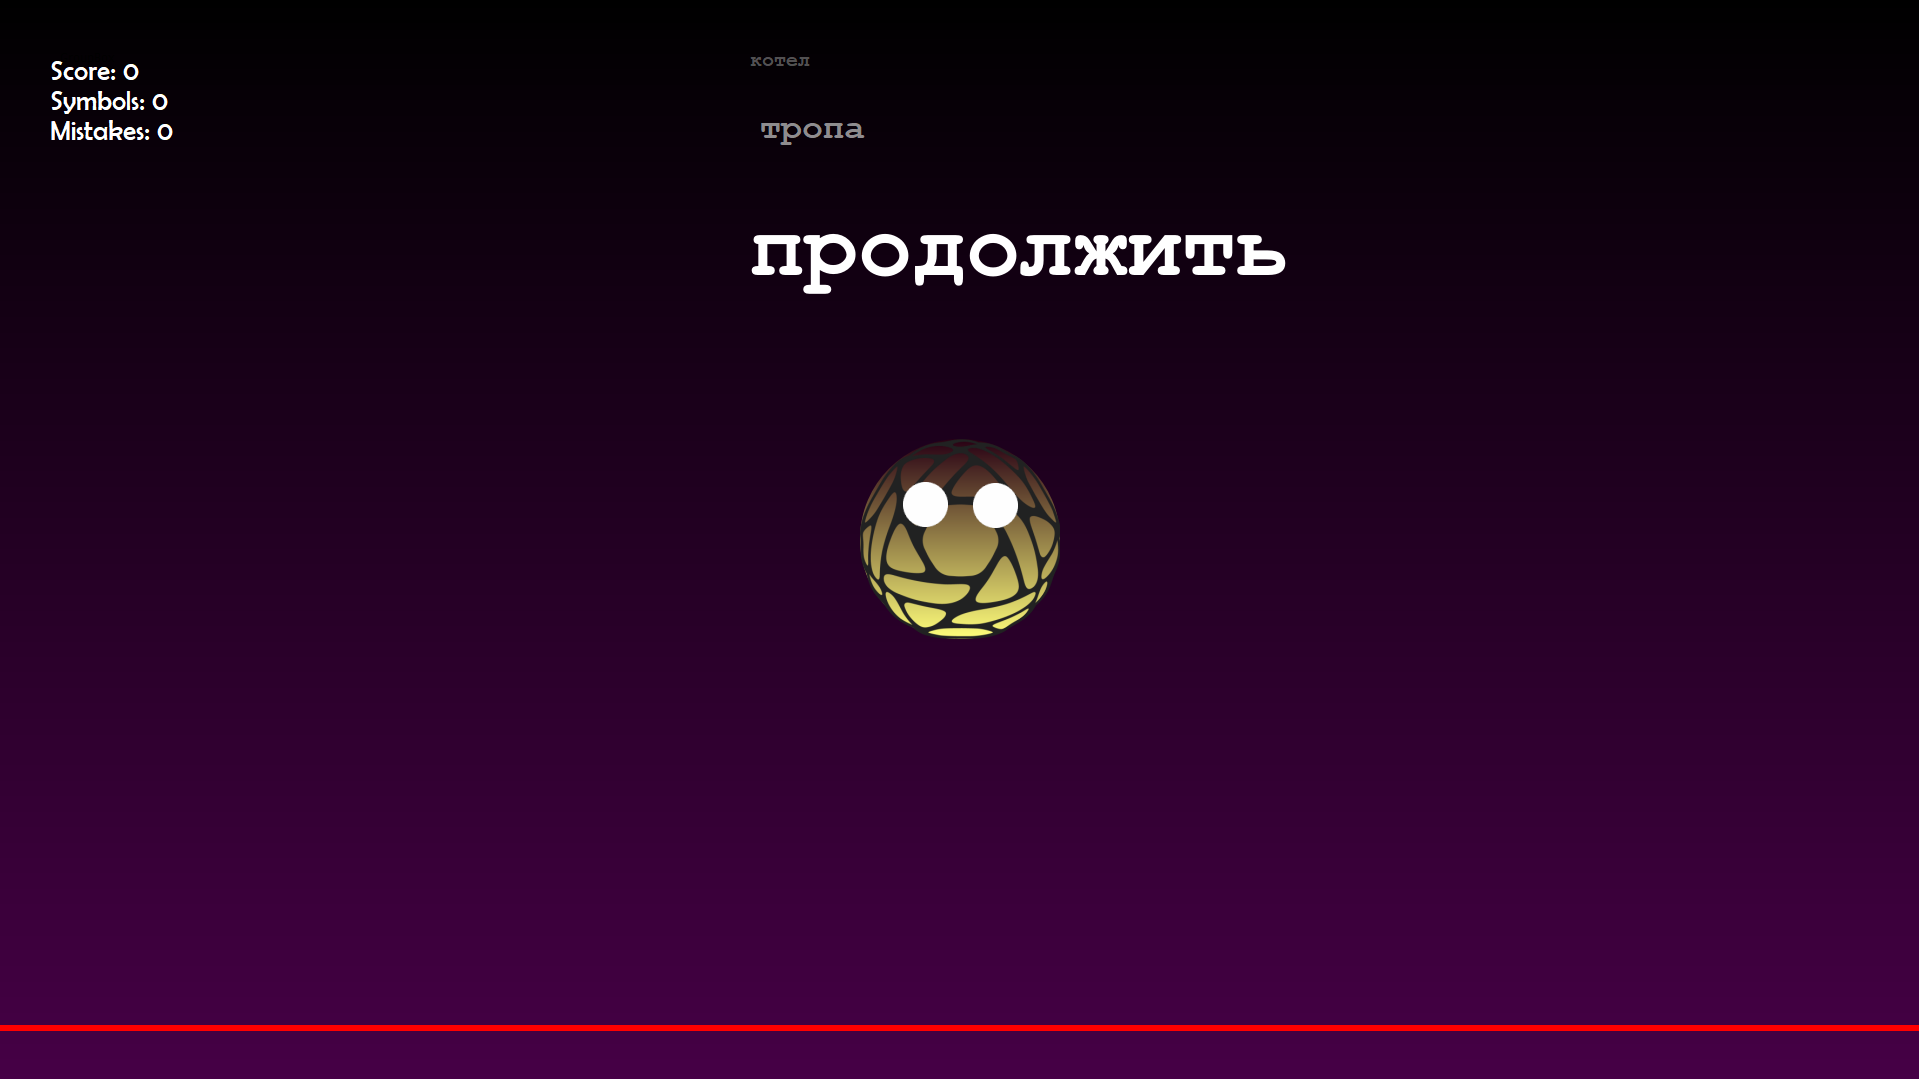 Score: 0
Symbols: 0
Mistakes: 0
котел
тропа
продолжить